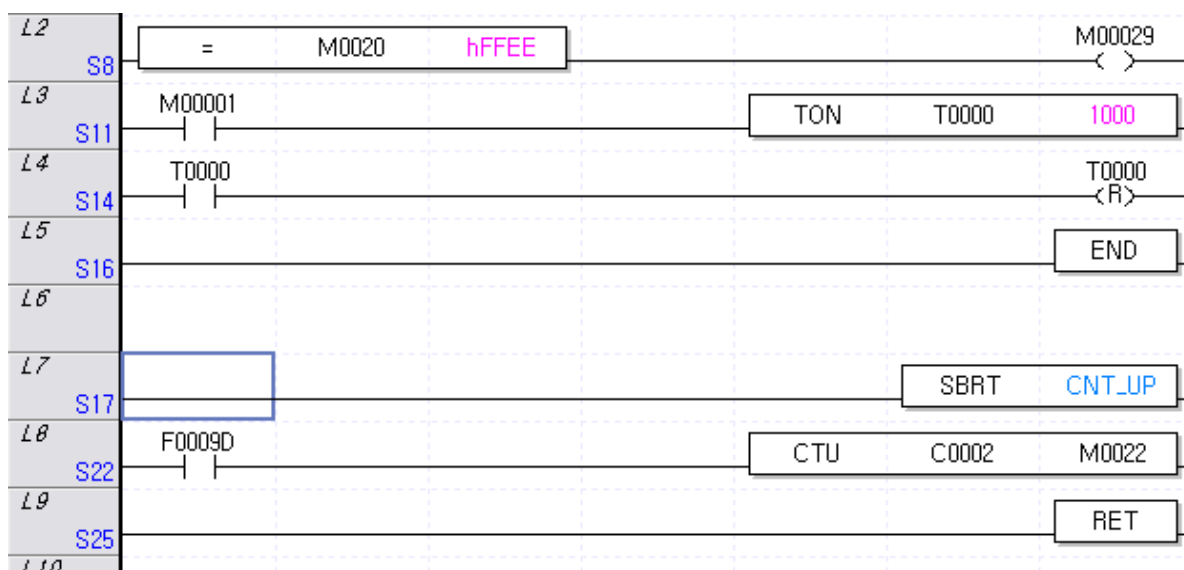 L2
= M0020 hFFEE M00029
S8 ( )
L3
M00001 TON T0000 1000
S11
L4
T0000 T0000
S14 (R)
L5
END
S16
L6
L7
SBRT CNT_UP
S17
L8
F0009D CTU C0002 M0022
S22
L9
RET
S25
L10